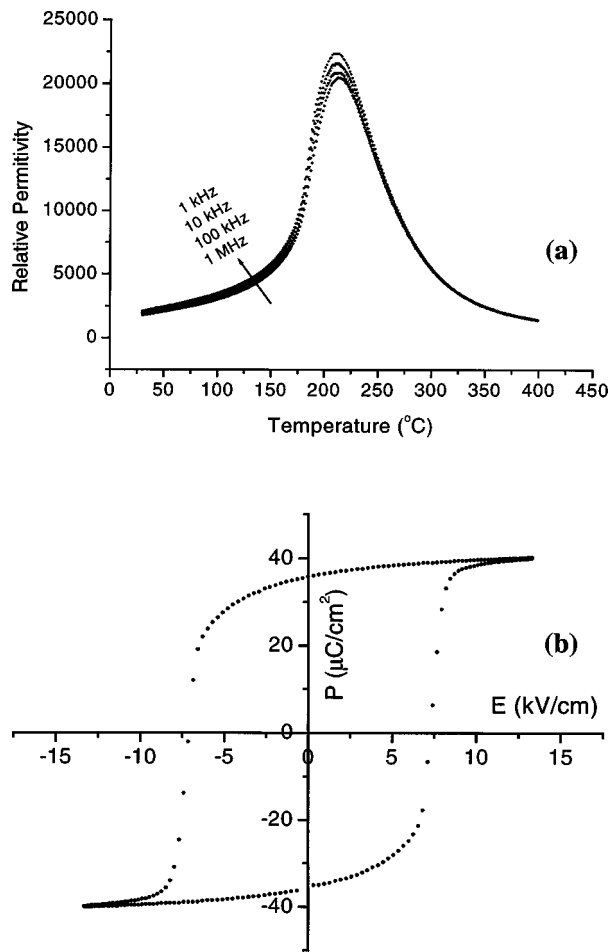 25000
20000
15000
10000
5000
0
Relative Permitivity
1 kHz
10 kHz
100 kHz
1 MHz
(a)
0 50 100 150 200 250 300 350 400 450
Temperature (°C)
40
20
0
-20
-40
P (µC/cm²)
(b)
E (kV/cm)
-15 -10 -5 0 5 10 15